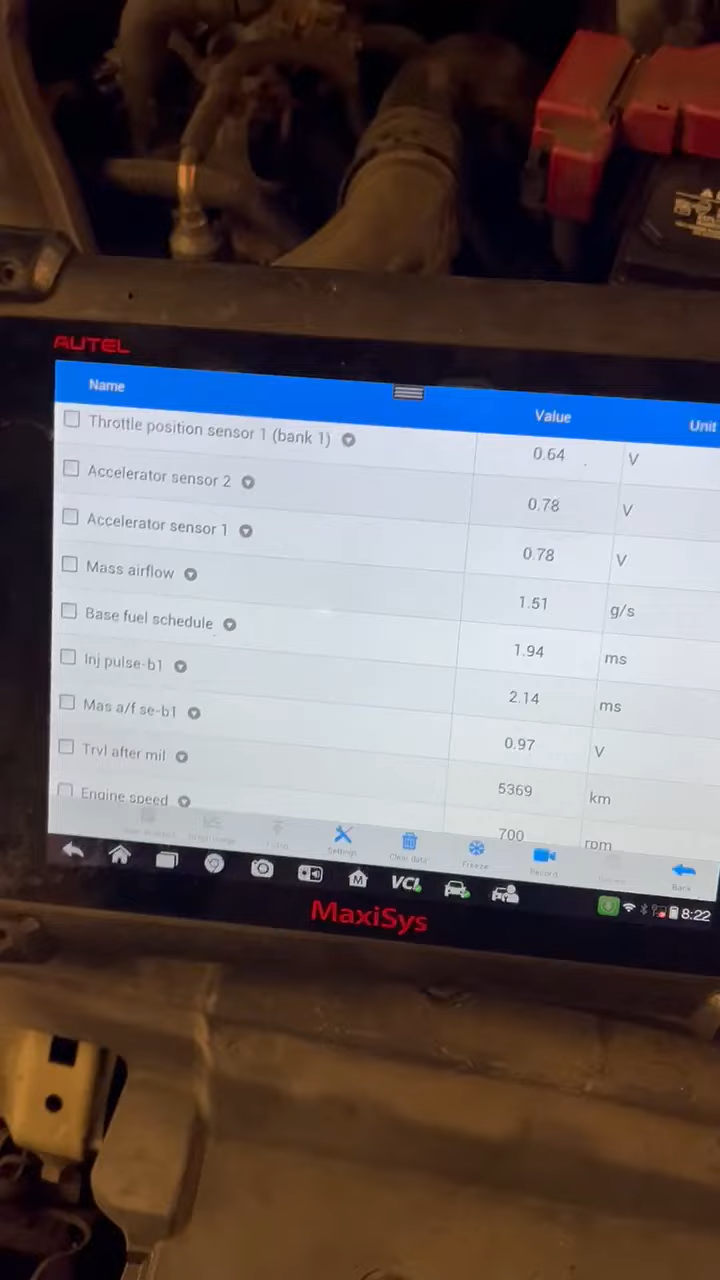 AUTEL
Name Value Unit
Throttle position sensor 1 (bank 1) 0.64 V
Accelerator sensor 2 0.78 V
Accelerator sensor 1 0.78 V
Mass airflow 1.51 g/s
Base fuel schedule 1.94 ms
Inj pulse-b1 2.14 ms
Mas a/f se-b1 0.97 V
Trvl after mil 5369 km
Engine speed 700 rpm
Settings Clear data Freeze Record Back
M VCI 8:22
MaxiSys